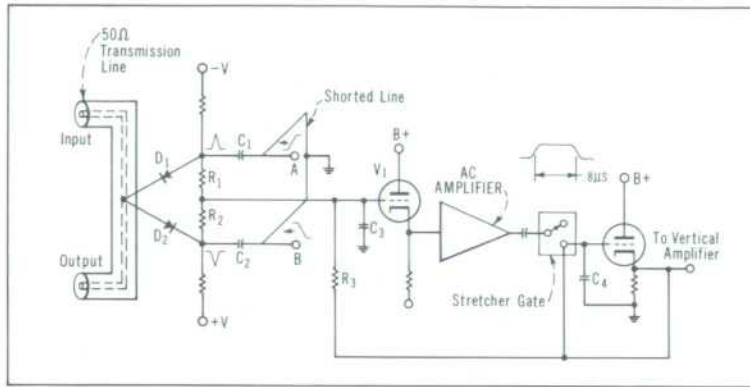 50Ω
Transmission
Line
Input
Output
-V
+V
D₁
D₂
R₁
R₂
C₁
C₂
Shorted Line
A
B
B+
V₁
C₃
R₃
AC
AMPLIFIER
.8μS
Stretcher Gate
B+
C₄
To Vertical
Amplifier